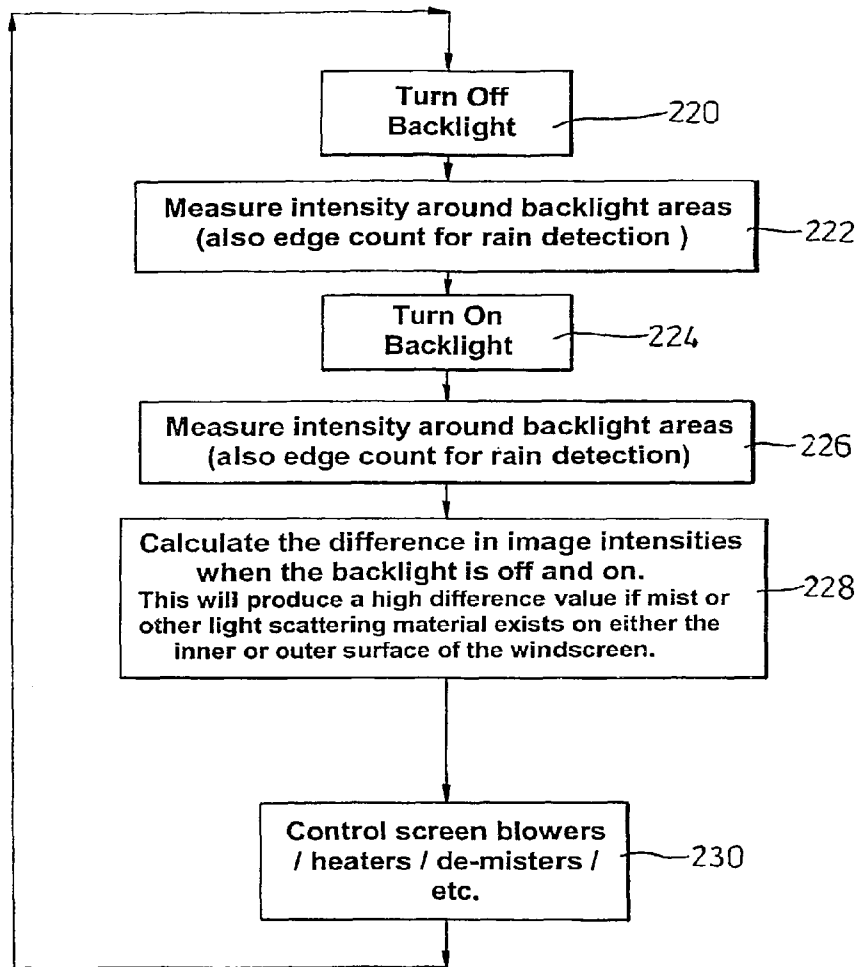 Turn Off
Backlight
220
Measure intensity around backlight areas
(also edge count for rain detection )
222
Turn On
Backlight
224
Measure intensity around backlight areas
(also edge count for rain detection)
226
Calculate the difference in image intensities
when the backlight is off and on.
This will produce a high difference value if mist or
other light scattering material exists on either the
inner or outer surface of the windscreen.
228
Control screen blowers
/ heaters / de-misters /
etc.
230